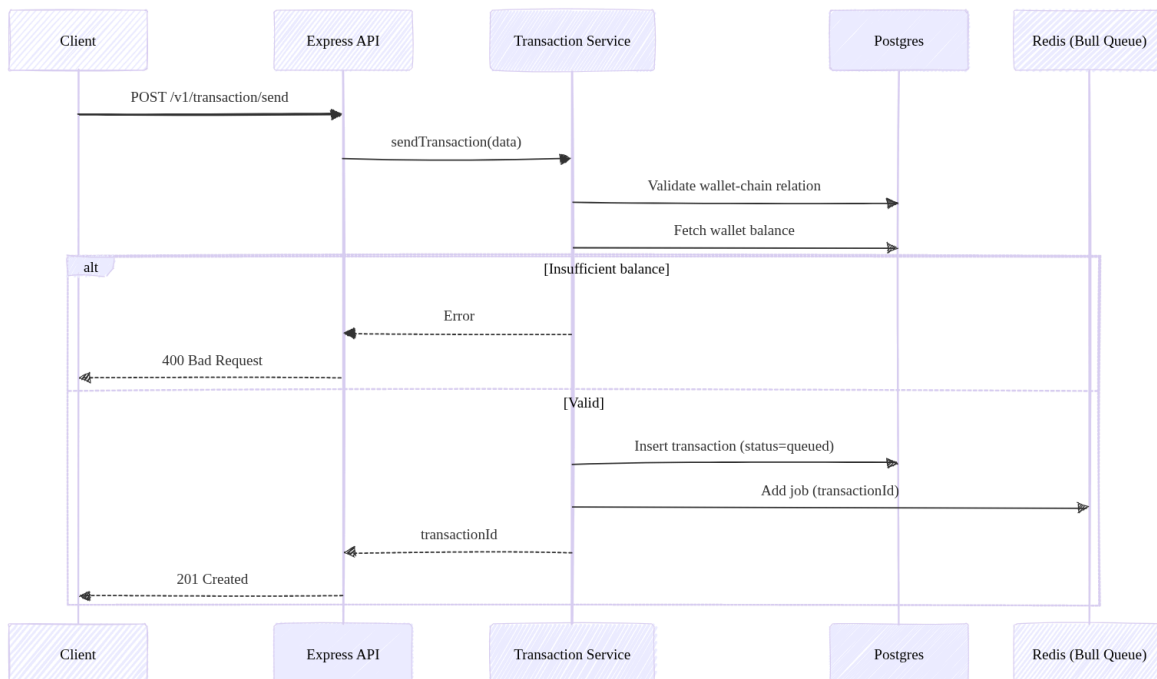 Client
Express API
Transaction Service
Postgres
Redis (Bull Queue)
POST /v1/transaction/send
sendTransaction(data)
Validate wallet-chain relation
Fetch wallet balance
alt
[Insufficient balance]
Error
400 Bad Request
[Valid]
Insert transaction (status=queued)
Add job (transactionId)
transactionId
201 Created
Client
Express API
Transaction Service
Postgres
Redis (Bull Queue)